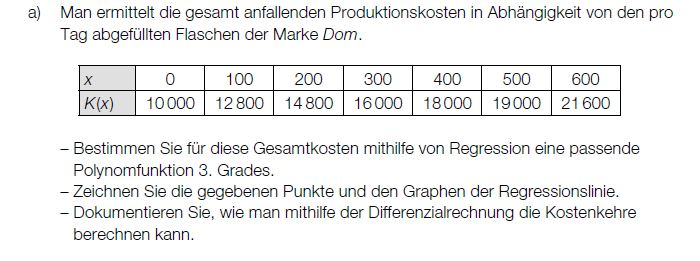 a) Man ermittelt die gesamt anfallenden Produktionskosten in Abhängigkeit von den pro
Tag abgefüllten Flaschen der Marke Dom.
x 0 100 200 300 400 500 600
K(x) 10 000 12 800 14 800 16 000 18 000 19 000 21 600
– Bestimmen Sie für diese Gesamtkosten mithilfe von Regression eine passende
Polynomfunktion 3. Grades.
– Zeichnen Sie die gegebenen Punkte und den Graphen der Regressionslinie.
– Dokumentieren Sie, wie man mithilfe der Differenzialrechnung die Kostenkehre
berechnen kann.